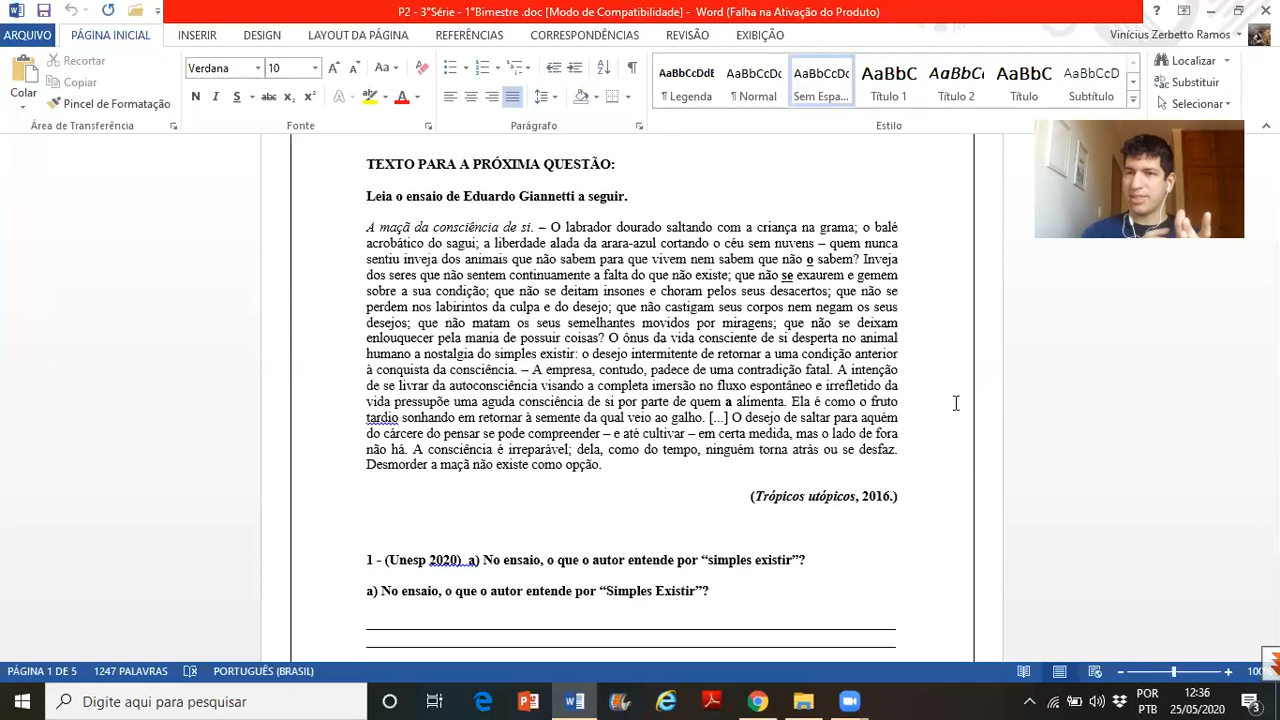 P2 - 3°Série - 1°Bimestre .doc [Modo de Compatibilidade] - Word (Falha na Ativação do Produto)
ARQUIVO PÁGINA INICIAL INSERIR DESIGN LAYOUT DA PÁGINA REFERÊNCIAS CORRESPONDÊNCIAS REVISÃO EXIBIÇÃO Vinícius Zerbetto Ramos
Colar
Recortar
Copiar
Pincel de Formatação
Área de Transferência
Verdana 10
N I S abc x₂ x²
Fonte
Parágrafo
AaBbCcDdE AaBbCcDc AaBbCcDc AaBbC AaBbCc AaBbC AaBbCcD
¶ Legenda ¶ Normal Sem Espa... Título 1 Título 2 Título Subtítulo
Estilo
Localizar
Substituir
Selecionar
TEXTO PARA A PRÓXIMA QUESTÃO:
Leia o ensaio de Eduardo Giannetti a seguir.
A maçã da consciência de si. – O labrador dourado saltando com a criança na grama; o balé
acrobático do sagui; a liberdade alada da arara-azul cortando o céu sem nuvens – quem nunca
sentiu inveja dos animais que não sabem para que vivem nem sabem que não o sabem? Inveja
dos seres que não sentem continuamente a falta do que não existe; que não se exaurem e gemem
sobre a sua condição; que não se deitam insones e choram pelos seus desacertos; que não se
perdem nos labirintos da culpa e do desejo; que não castigam seus corpos nem negam os seus
desejos; que não matam os seus semelhantes movidos por miragens; que não se deixam
enlouquecer pela mania de possuir coisas? O ônus da vida consciente de si desperta no animal
humano a nostalgia do simples existir: o desejo intermitente de retornar a uma condição anterior
à conquista da consciência. – A empresa, contudo, padece de uma contradição fatal. A intenção
de se livrar da autoconsciência visando a completa imersão no fluxo espontâneo e irrefletido da
vida pressupõe uma aguda consciência de si por parte de quem a alimenta. Ela é como o fruto
tardio sonhando em retornar à semente da qual veio ao galho. [...] O desejo de saltar para aquém
do cárcere do pensar se pode compreender – e até cultivar – em certa medida, mas o lado de fora
não há. A consciência é irreparável; dela, como do tempo, ninguém torna atrás ou se desfaz.
Desmorder a maçã não existe como opção.
(Trópicos utópicos, 2016.)
1 - (Unesp 2020) a) No ensaio, o que o autor entende por “simples existir”?
a) No ensaio, o que o autor entende por “Simples Existir”?
PÁGINA 1 DE 5 1247 PALAVRAS PORTUGUÊS (BRASIL) 100%
Digite aqui para pesquisar
POR
PTB
12:36
25/05/2020
3